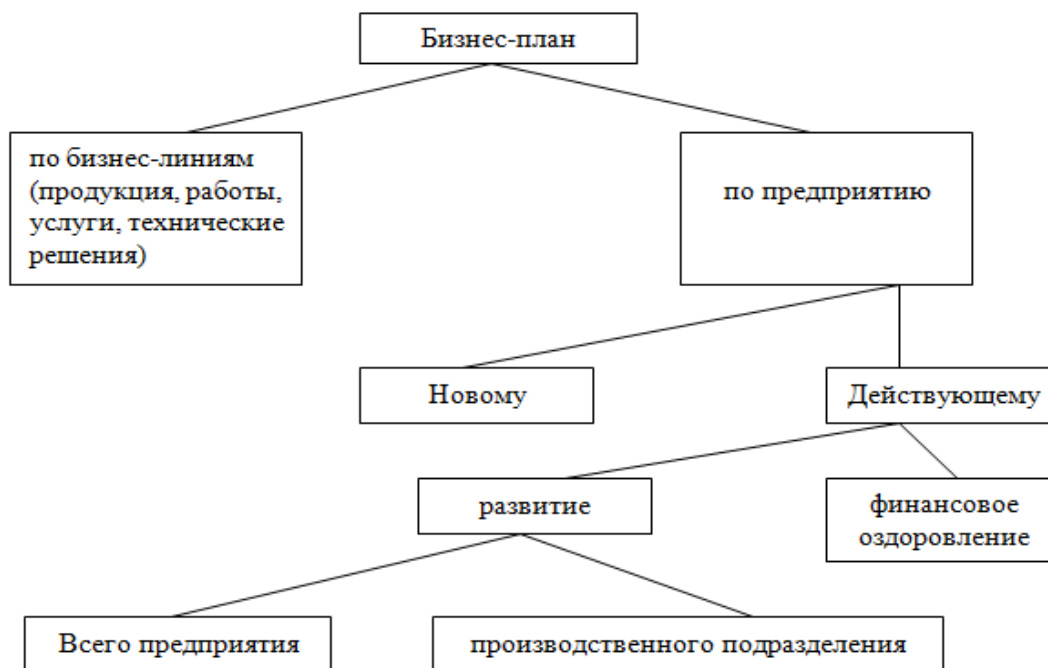 Бизнес-план
по бизнес-линиям
(продукция, работы,
услуги, технические
решения)
по предприятию
Новому
Действующему
развитие
финансовое
оздоровление
Всего предприятия
производственного подразделения